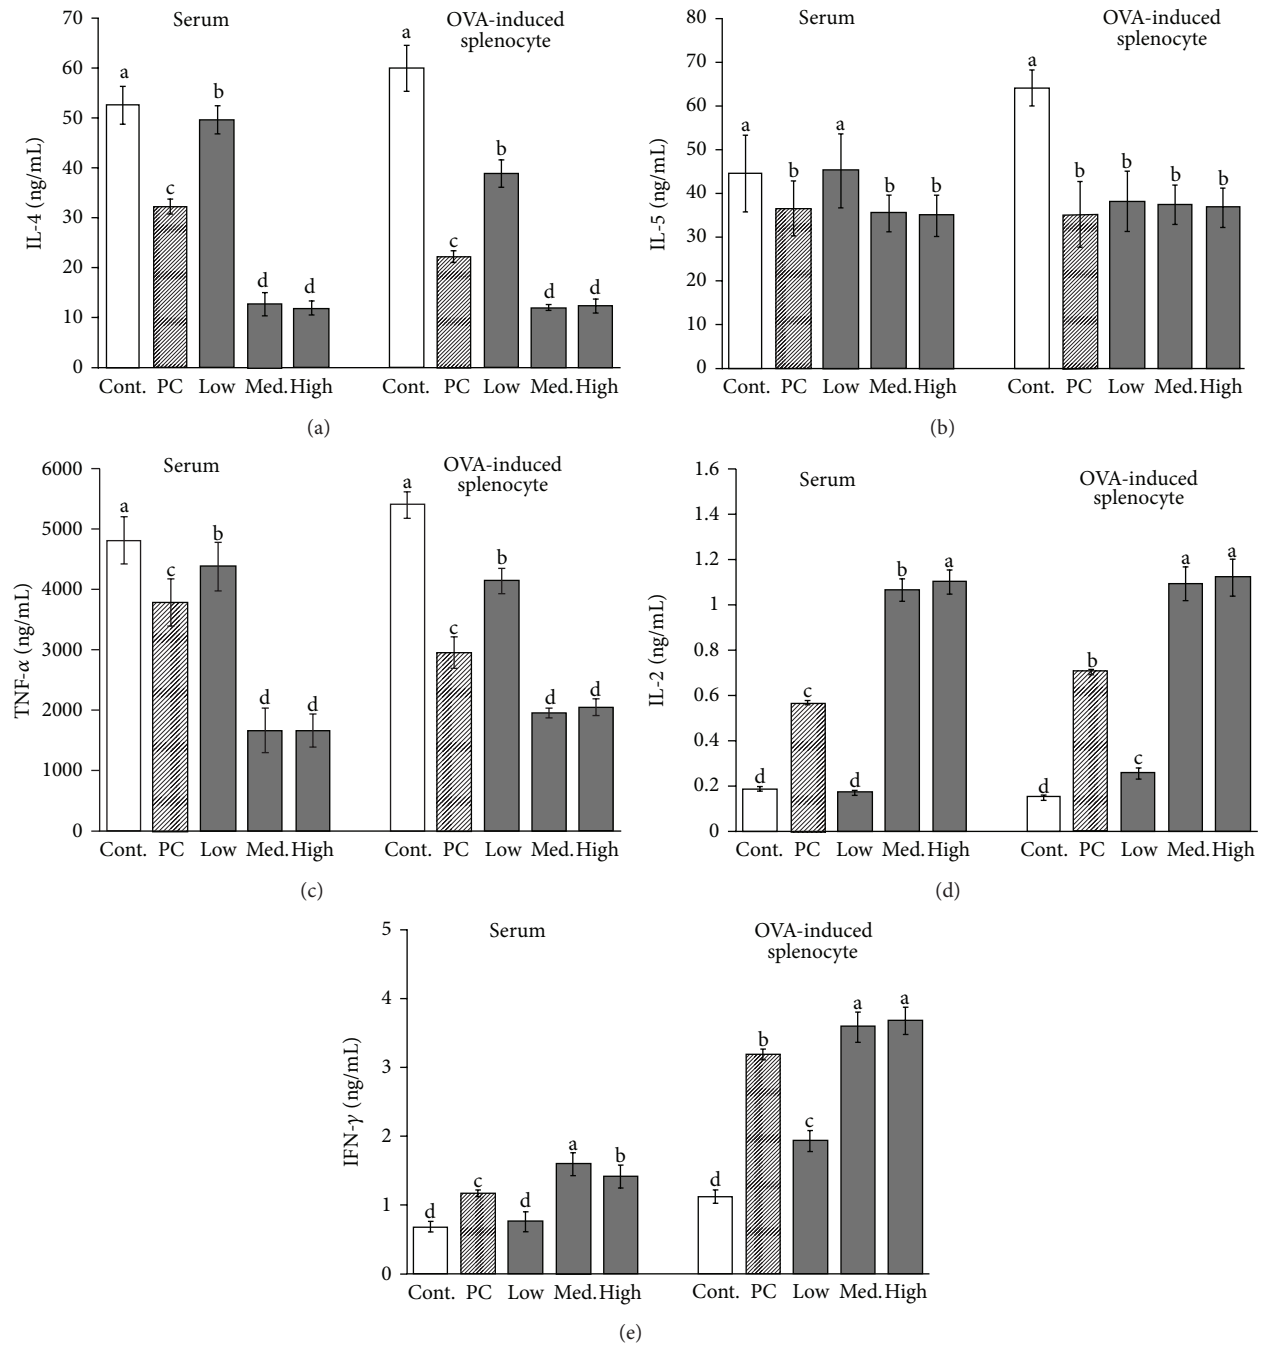 Serum
OVA-induced
splenocyte
IL-4 (ng/mL)
70
60
50
40
30
20
10
0
a
c
b
d
d
a
c
b
d
d
Cont. PC Low Med. High
Cont. PC Low Med. High
(a)
Serum
OVA-induced
splenocyte
IL-5 (ng/mL)
80
70
60
50
40
30
20
10
0
a
b
a
b
b
a
b
b
b
b
Cont. PC Low Med. High
Cont. PC Low Med. High
(b)
Serum
OVA-induced
splenocyte
TNF-α (ng/mL)
6000
5000
4000
3000
2000
1000
0
a
c
b
d
d
a
c
b
d
d
Cont. PC Low Med. High
Cont. PC Low Med. High
(c)
Serum
OVA-induced
splenocyte
IL-2 (ng/mL)
1.6
1.4
1.2
1
0.8
0.6
0.4
0.2
0
d
c
d
b
a
d
b
c
a
a
Cont. PC Low Med. High
Cont. PC Low Med. High
(d)
Serum
OVA-induced
splenocyte
IFN-γ (ng/mL)
5
4
3
2
1
0
d
c
d
a
b
d
b
c
a
a
Cont. PC Low Med. High
Cont. PC Low Med. High
(e)